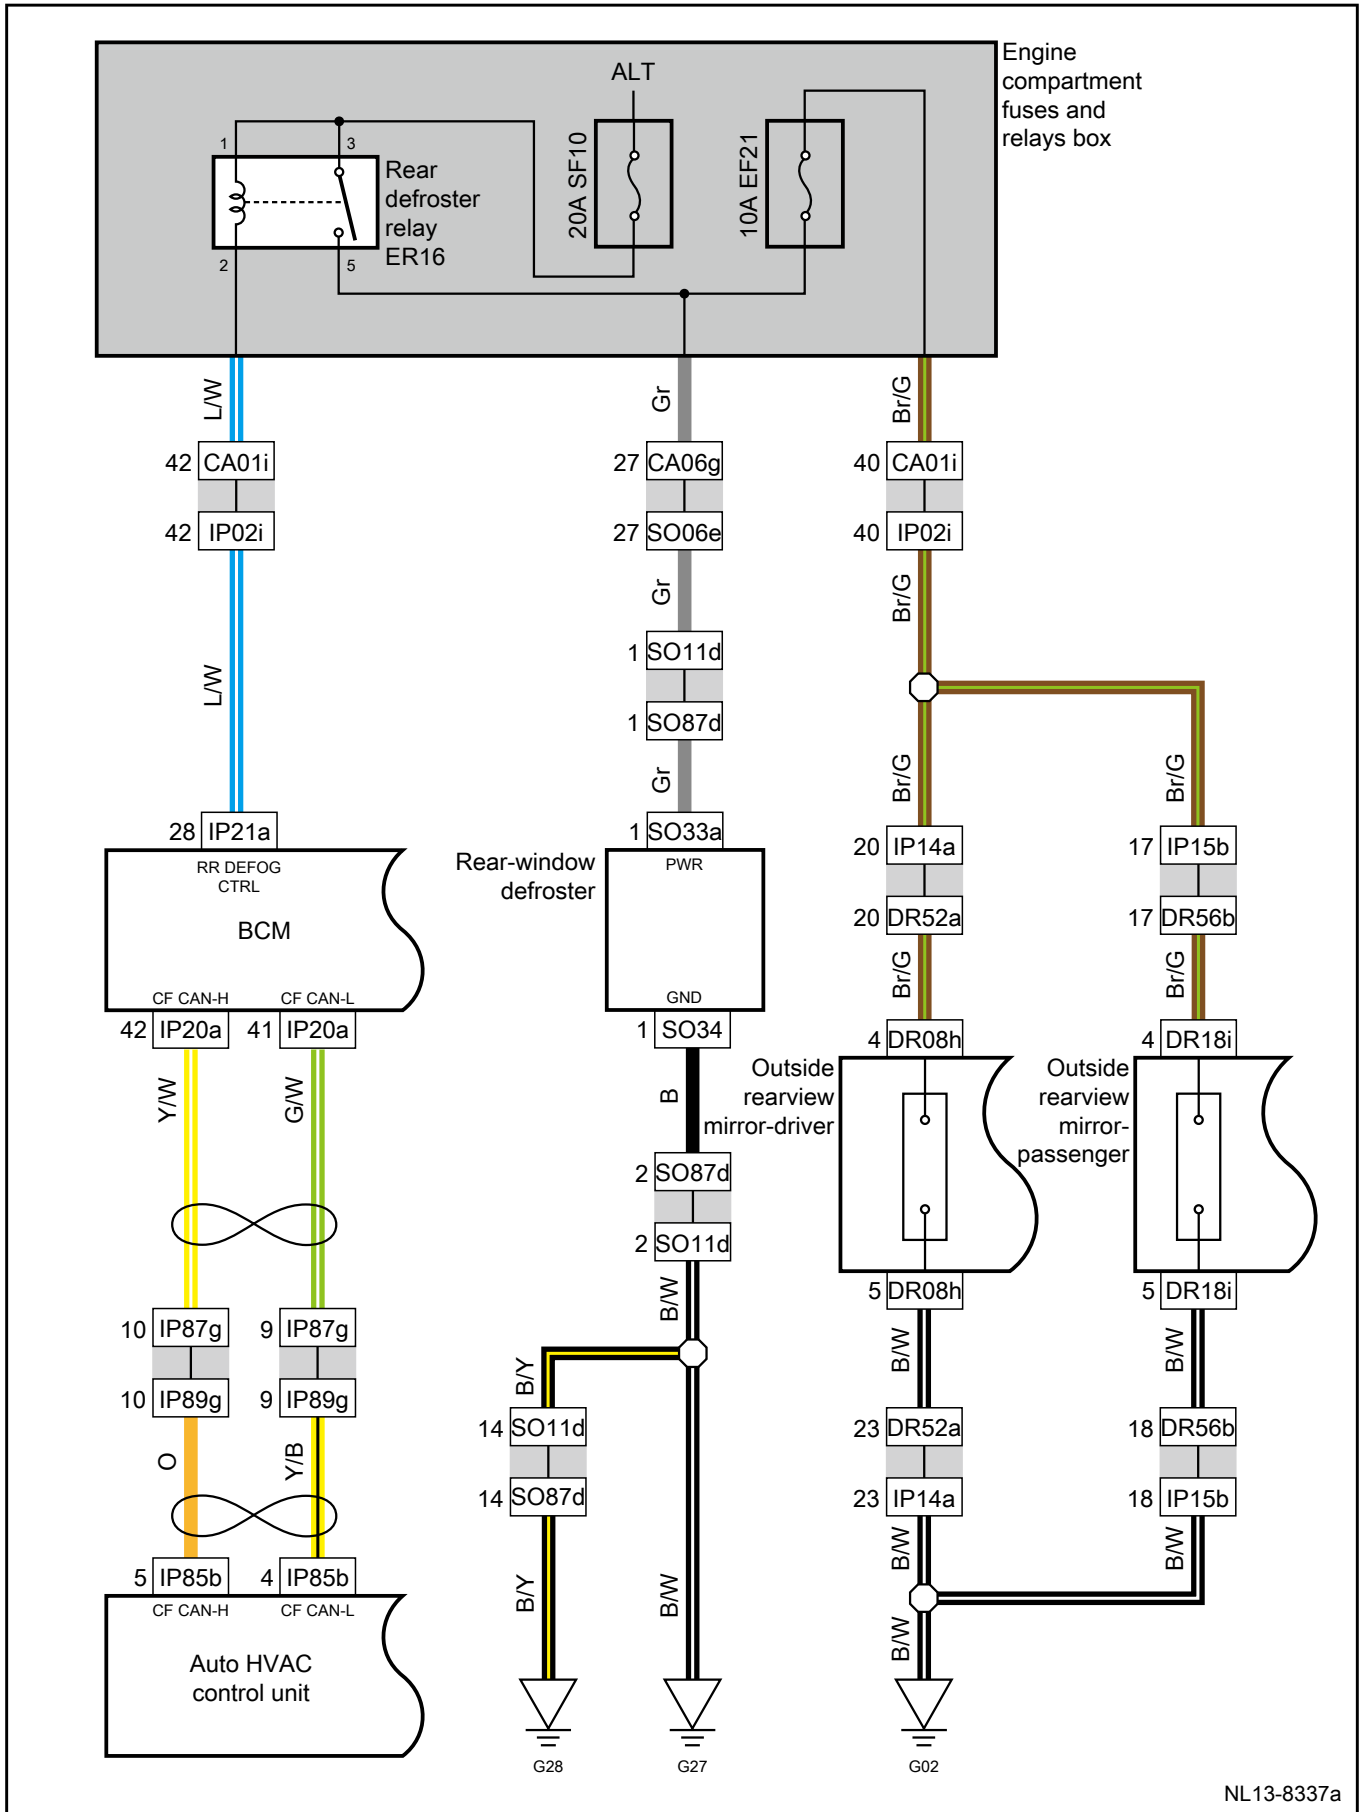 Engine
compartment
fuses and
relays box
ALT
1
3
Rear
defroster
relay
ER16
2
5
20A SF10
10A EF21
L/W
Gr
Br/G
42 CA01i
27 CA06g
40 CA01i
42 IP02i
27 SO06e
40 IP02i
Gr
Br/G
L/W
1 SO11d
1 SO87d
Gr
Br/G
Br/G
28 IP21a
1 SO33a
20 IP14a
17 IP15b
RR DEFOG
CTRL
BCM
CF CAN-H
CF CAN-L
Rear-window
defroster
PWR
GND
20 DR52a
17 DR56b
Br/G
Br/G
42 IP20a
41 IP20a
1 SO34
4 DR08h
4 DR18i
Y/W
G/W
B
Outside
rearview
mirror-driver
Outside
rearview
mirror-
passenger
2 SO87d
2 SO11d
5 DR08h
5 DR18i
B/W
10 IP87g
9 IP87g
B/W
B/W
B/Y
10 IP89g
9 IP89g
14 SO11d
23 DR52a
18 DR56b
O
Y/B
14 SO87d
23 IP14a
18 IP15b
B/W
B/W
5 IP85b
4 IP85b
CF CAN-H
CF CAN-L
Auto HVAC
control unit
B/Y
B/W
B/W
G28
G27
G02
NL13-8337a